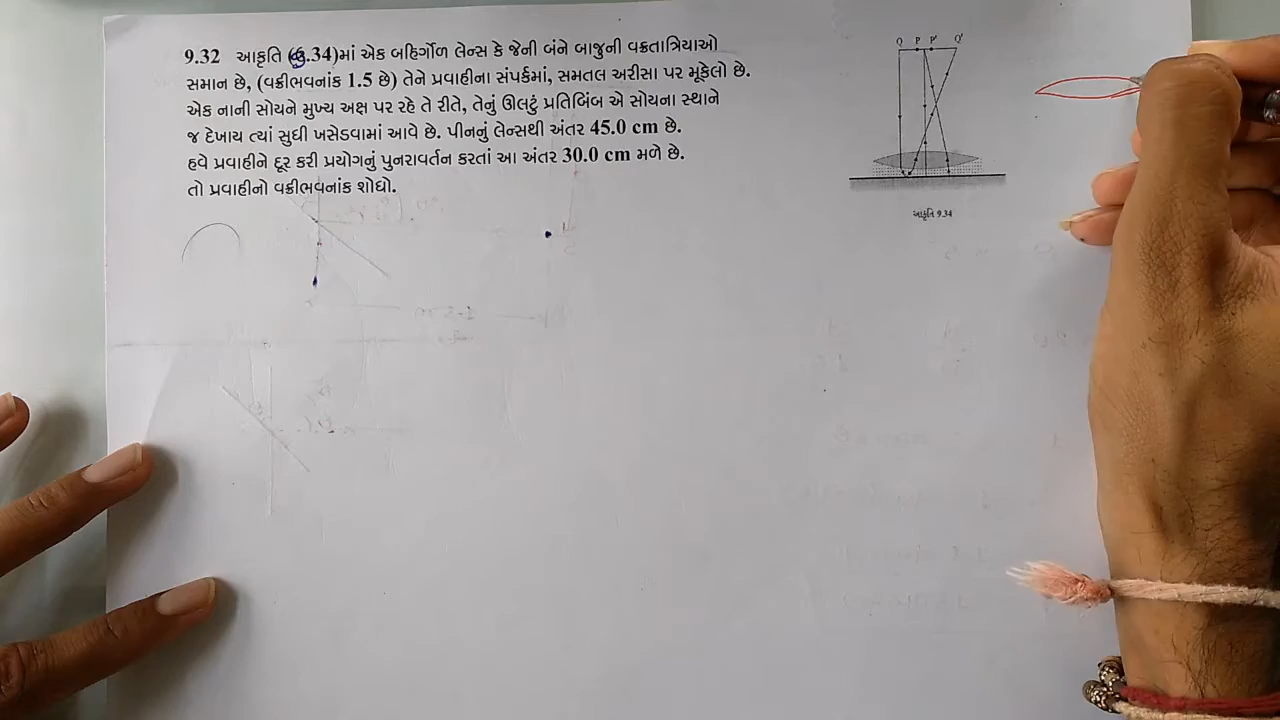 9.32 આકૃતિ (9.34)માં એક બહિર્ગોળ લેન્સ કે જેની બંને બાજુની વક્રતાત્રિયાઓ
સમાન છે, (વક્રીભવનાંક 1.5 છે) તેને પ્રવાહીના સંપર્કમાં, સમતલ અરીસા પર મૂકેલો છે.
એક નાની સોયને મુખ્ય અક્ષ પર રહે તે રીતે, તેનું ઊલટું પ્રતિબિંબ એ સોયના સ્થાને
જ દેખાય ત્યાં સુધી ખસેડવામાં આવે છે. પીનનું લેન્સથી અંતર 45.0 cm છે.
હવે પ્રવાહીને દૂર કરી પ્રયોગનું પુનરાવર્તન કરતાં આ અંતર 30.0 cm મળે છે.
તો પ્રવાહીનો વક્રીભવનાંક શોધો.
Q P P' Q'
આકૃતિ 9.34